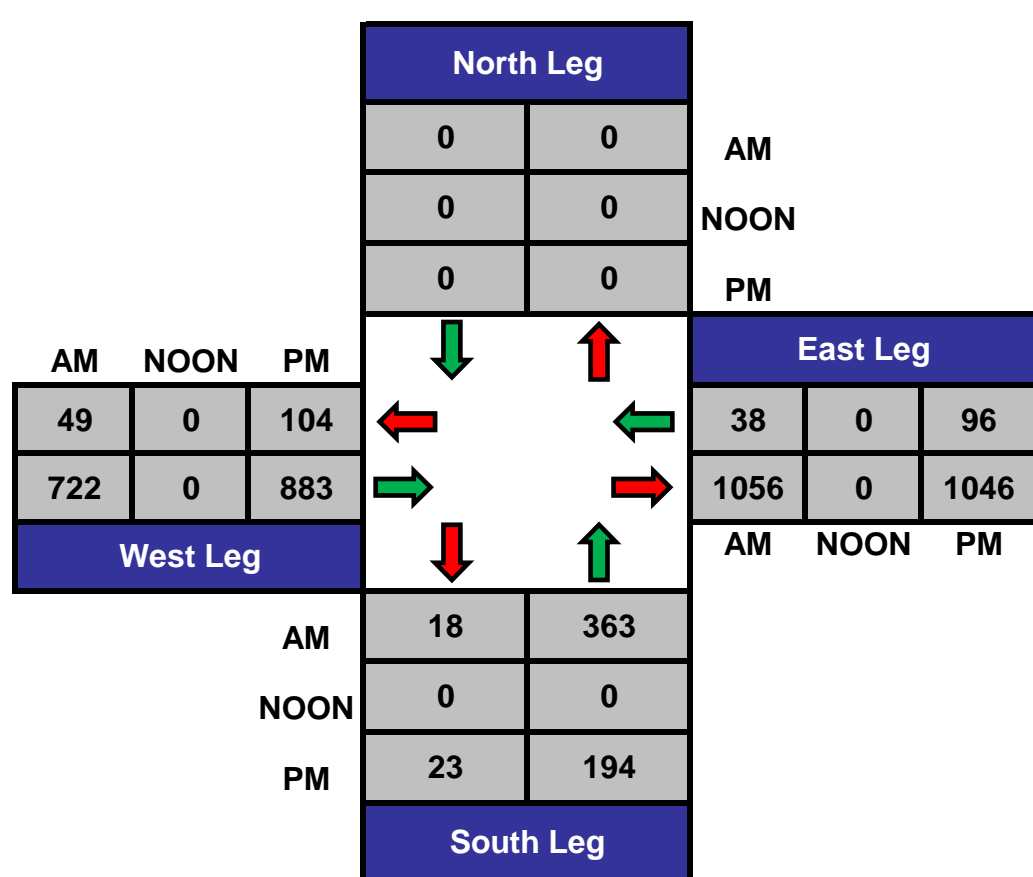 North Leg
0 0 AM
0 0 NOON
0 0 PM
East Leg
AM NOON PM
49 0 104 38 0 96
722 0 883 1056 0 1046
West Leg AM NOON PM
AM 18 363
NOON 0 0
PM 23 194
South Leg